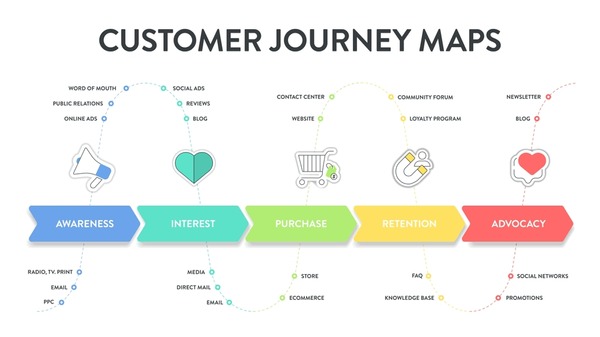 CUSTOMER JOURNEY MAPS
WORD OF MOUTH
PUBLIC RELATIONS
ONLINE ADS
SOCIAL ADS
REVIEWS
BLOG
CONTACT CENTER
WEBSITE
COMMUNITY FORUM
LOYALTY PROGRAM
NEWSLETTER
BLOG
AWARENESS
INTEREST
PURCHASE
RETENTION
ADVOCACY
RADIO, TV. PRINT
EMAIL
PPC
MEDIA
DIRECT MAIL
EMAIL
STORE
ECOMMERCE
FAQ
KNOWLEDGE BASE
SOCIAL NETWORKS
PROMOTIONS